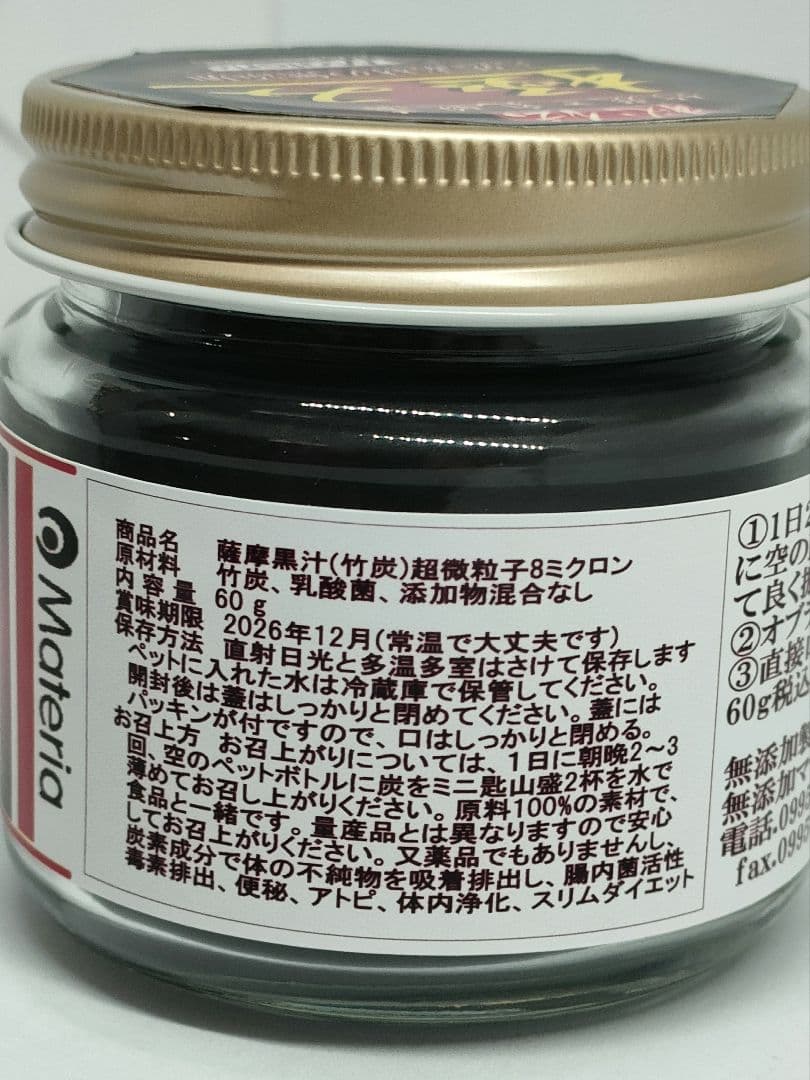 Materia
商品名 薩摩黒汁(竹炭)超微粒子8ミクロン
原材料 竹炭、乳酸菌、添加物混合なし
内容量 60g
賞味期限 2026年12月(常温で大丈夫です)
保存方法 直射日光と多温多室はさけて保存します
ペットに入れた水は冷蔵庫で保管してください。
開封後は蓋はしっかりと閉めてください。蓋には
パッキンが付ですので、口はしっかりと閉める。
お召上方 お召上がりについては、1日に朝晩2~3
回、空のペットボトルに炭をミニ匙山盛2杯を水で
薄めてお召し上がりください。原料100%の素材で、
食品と一緒です。量産品とは異なりますので安心
してお召上がりください。又薬品でもありませんし、
炭素成分で体の不純物を吸着排出し、腸内菌活性
毒素排出、便秘、アトピ、体内浄化、スリムダイエット
①1日2
に空の
て良く
②オブ
③直接
60g税込
無添加製
無添加マ
電話.099
fax.099